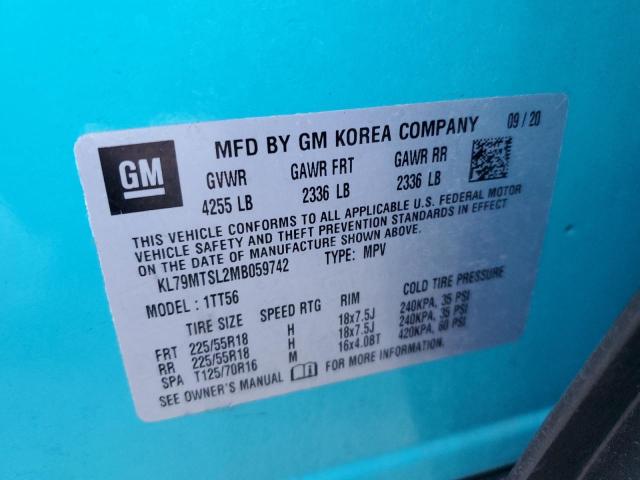 GM
MFD BY GM KOREA COMPANY 09/20
GVWR GAWR FRT GAWR RR
4255 LB 2336 LB 2336 LB
THIS VEHICLE CONFORMS TO ALL APPLICABLE U.S. FEDERAL MOTOR
VEHICLE SAFETY AND THEFT PREVENTION STANDARDS IN EFFECT
ON THE DATE OF MANUFACTURE SHOWN ABOVE.
KL79MTSL2MB059742 TYPE: MPV
MODEL: 1TT56
TIRE SIZE SPEED RTG RIM COLD TIRE PRESSURE
FRT 225/55R18 H 18x7.5J 240KPA, 35 PSI
RR 225/55R18 H 18x7.5J 240KPA, 35 PSI
SPA T125/70R16 M 16x4.0BT 420KPA, 60 PSI
SEE OWNER'S MANUAL FOR MORE INFORMATION.